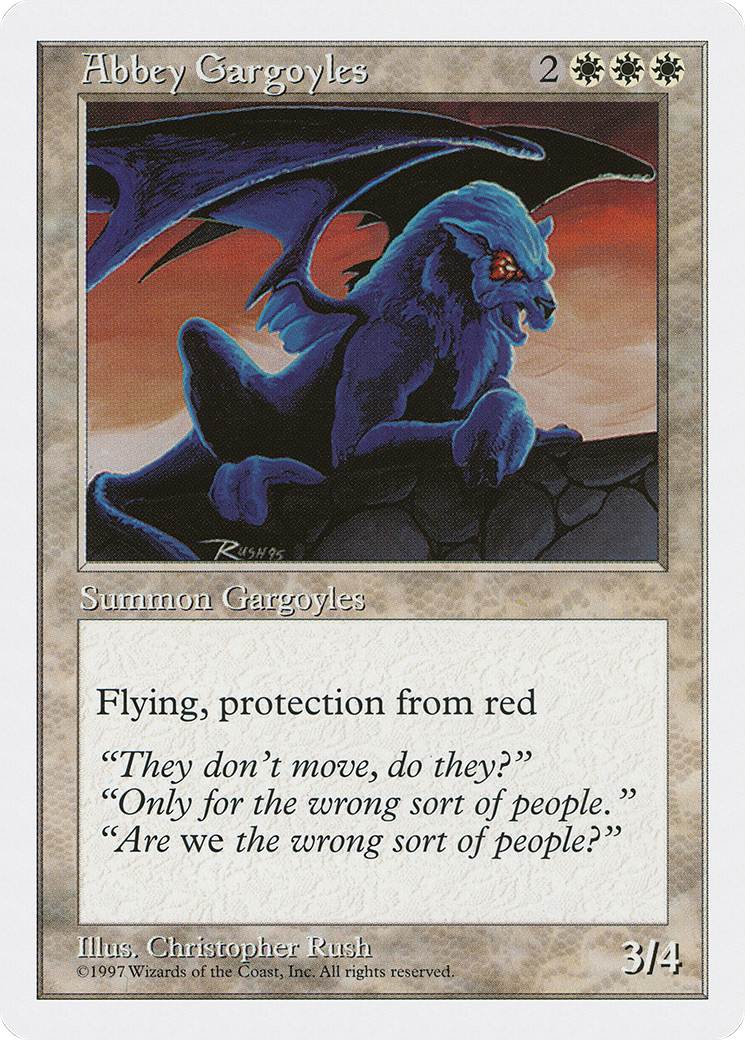 Abbey Gargoyles
2
RUSH 95
Summon Gargoyles
Flying, protection from red
“They don’t move, do they?”
“Only for the wrong sort of people.”
“Are we the wrong sort of people?”
Illus. Christopher Rush
©1997 Wizards of the Coast, Inc. All rights reserved.
3/4